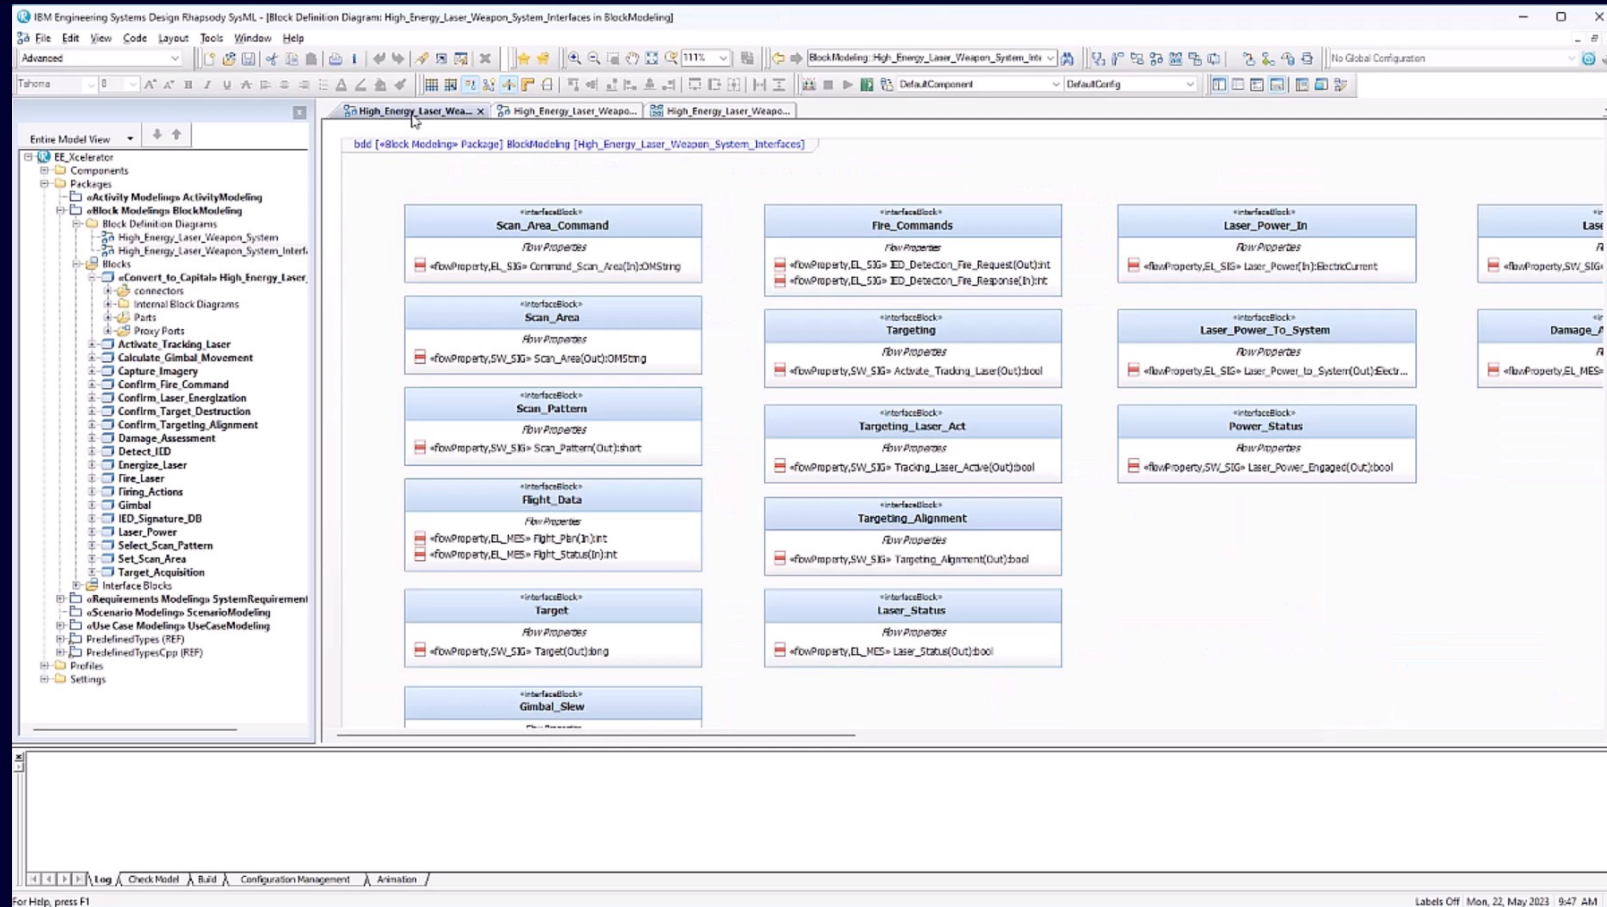 IBM Engineering Systems Design Rhapsody SysML - [Block Definition Diagram: High_Energy_Laser_Weapon_System_Interfaces in BlockModeling]
File Edit View Code Layout Tools Window Help
Advanced
111%
BlockModeling::High_Energy_Laser_Weapon_System_Int
No Global Configuration
Tahoma
8
DefaultComponent
DefaultConfig
High_Energy_Laser_Wea...
High_Energy_Laser_Weapo...
High_Energy_Laser_Weapo...
Entire Model View
EE_Xcelerator
Components
Packages
«Activity Modeling» ActivityModeling
«Block Modeling» BlockModeling
Block Definition Diagrams
High_Energy_Laser_Weapon_System
High_Energy_Laser_Weapon_System_Interfa
Blocks
«Convert_to_Capital» High_Energy_Laser_
connectors
Internal Block Diagrams
Parts
Proxy Ports
Activate_Tracking_Laser
Calculate_Gimbal_Movement
Capture_Imagery
Confirm_Fire_Command
Confirm_Laser_Energization
Confirm_Target_Destruction
Confirm_Targeting_Alignment
Damage_Assessment
Detect_IED
Energize_Laser
Fire_Laser
Firing_Actions
Gimbal
IED_Signature_DB
Laser_Power
Select_Scan_Pattern
Set_Scan_Area
Target_Acquisition
Interface Blocks
«Requirements Modeling» SystemRequirement
«Scenario Modeling» ScenarioModeling
«Use Case Modeling» UseCaseModeling
PredefinedTypes (REF)
PredefinedTypesCpp (REF)
Profiles
Settings
bdd [«Block Modeling» Package] BlockModeling [High_Energy_Laser_Weapon_System_Interfaces]
«interfaceBlock»
Scan_Area_Command
Flow Properties
«flowProperty,EL_SIG» Command_Scan_Area(In):OMString
«interfaceBlock»
Scan_Area
Flow Properties
«flowProperty,SW_SIG» Scan_Area(Out):OMString
«interfaceBlock»
Scan_Pattern
Flow Properties
«flowProperty,SW_SIG» Scan_Pattern(Out):short
«interfaceBlock»
Flight_Data
Flow Properties
«flowProperty,EL_MES» Flight_Plan(In):int
«flowProperty,EL_MES» Flight_Status(In):int
«interfaceBlock»
Target
Flow Properties
«flowProperty,SW_SIG» Target(Out):long
«interfaceBlock»
Gimbal_Slew
«interfaceBlock»
Fire_Commands
Flow Properties
«flowProperty,EL_SIG» IED_Detection_Fire_Request(Out):int
«flowProperty,EL_SIG» IED_Detection_Fire_Response(In):int
«interfaceBlock»
Targeting
Flow Properties
«flowProperty,SW_SIG» Activate_Tracking_Laser(Out):bool
«interfaceBlock»
Targeting_Laser_Act
Flow Properties
«flowProperty,SW_SIG» Tracking_Laser_Active(Out):bool
«interfaceBlock»
Targeting_Alignment
Flow Properties
«flowProperty,SW_SIG» Targeting_Alignment(Out):bool
«interfaceBlock»
Laser_Status
Flow Properties
«flowProperty,EL_MES» Laser_Status(Out):bool
«interfaceBlock»
Laser_Power_In
Flow Properties
«flowProperty,EL_SIG» Laser_Power(In):ElectricCurrent
«interfaceBlock»
Laser_Power_To_System
Flow Properties
«flowProperty,EL_SIG» Laser_Power_to_System(Out):Electr...
«interfaceBlock»
Power_Status
Flow Properties
«flowProperty,SW_SIG» Laser_Power_Engaged(Out):bool
«in
Lase
«flowProperty,SW_SIG»
«in
Damage_A
«flowProperty,EL_MES»
Log Check Model Build Configuration Management Animation
For Help, press F1
Labels Off Mon, 22, May 2023 9:47 AM